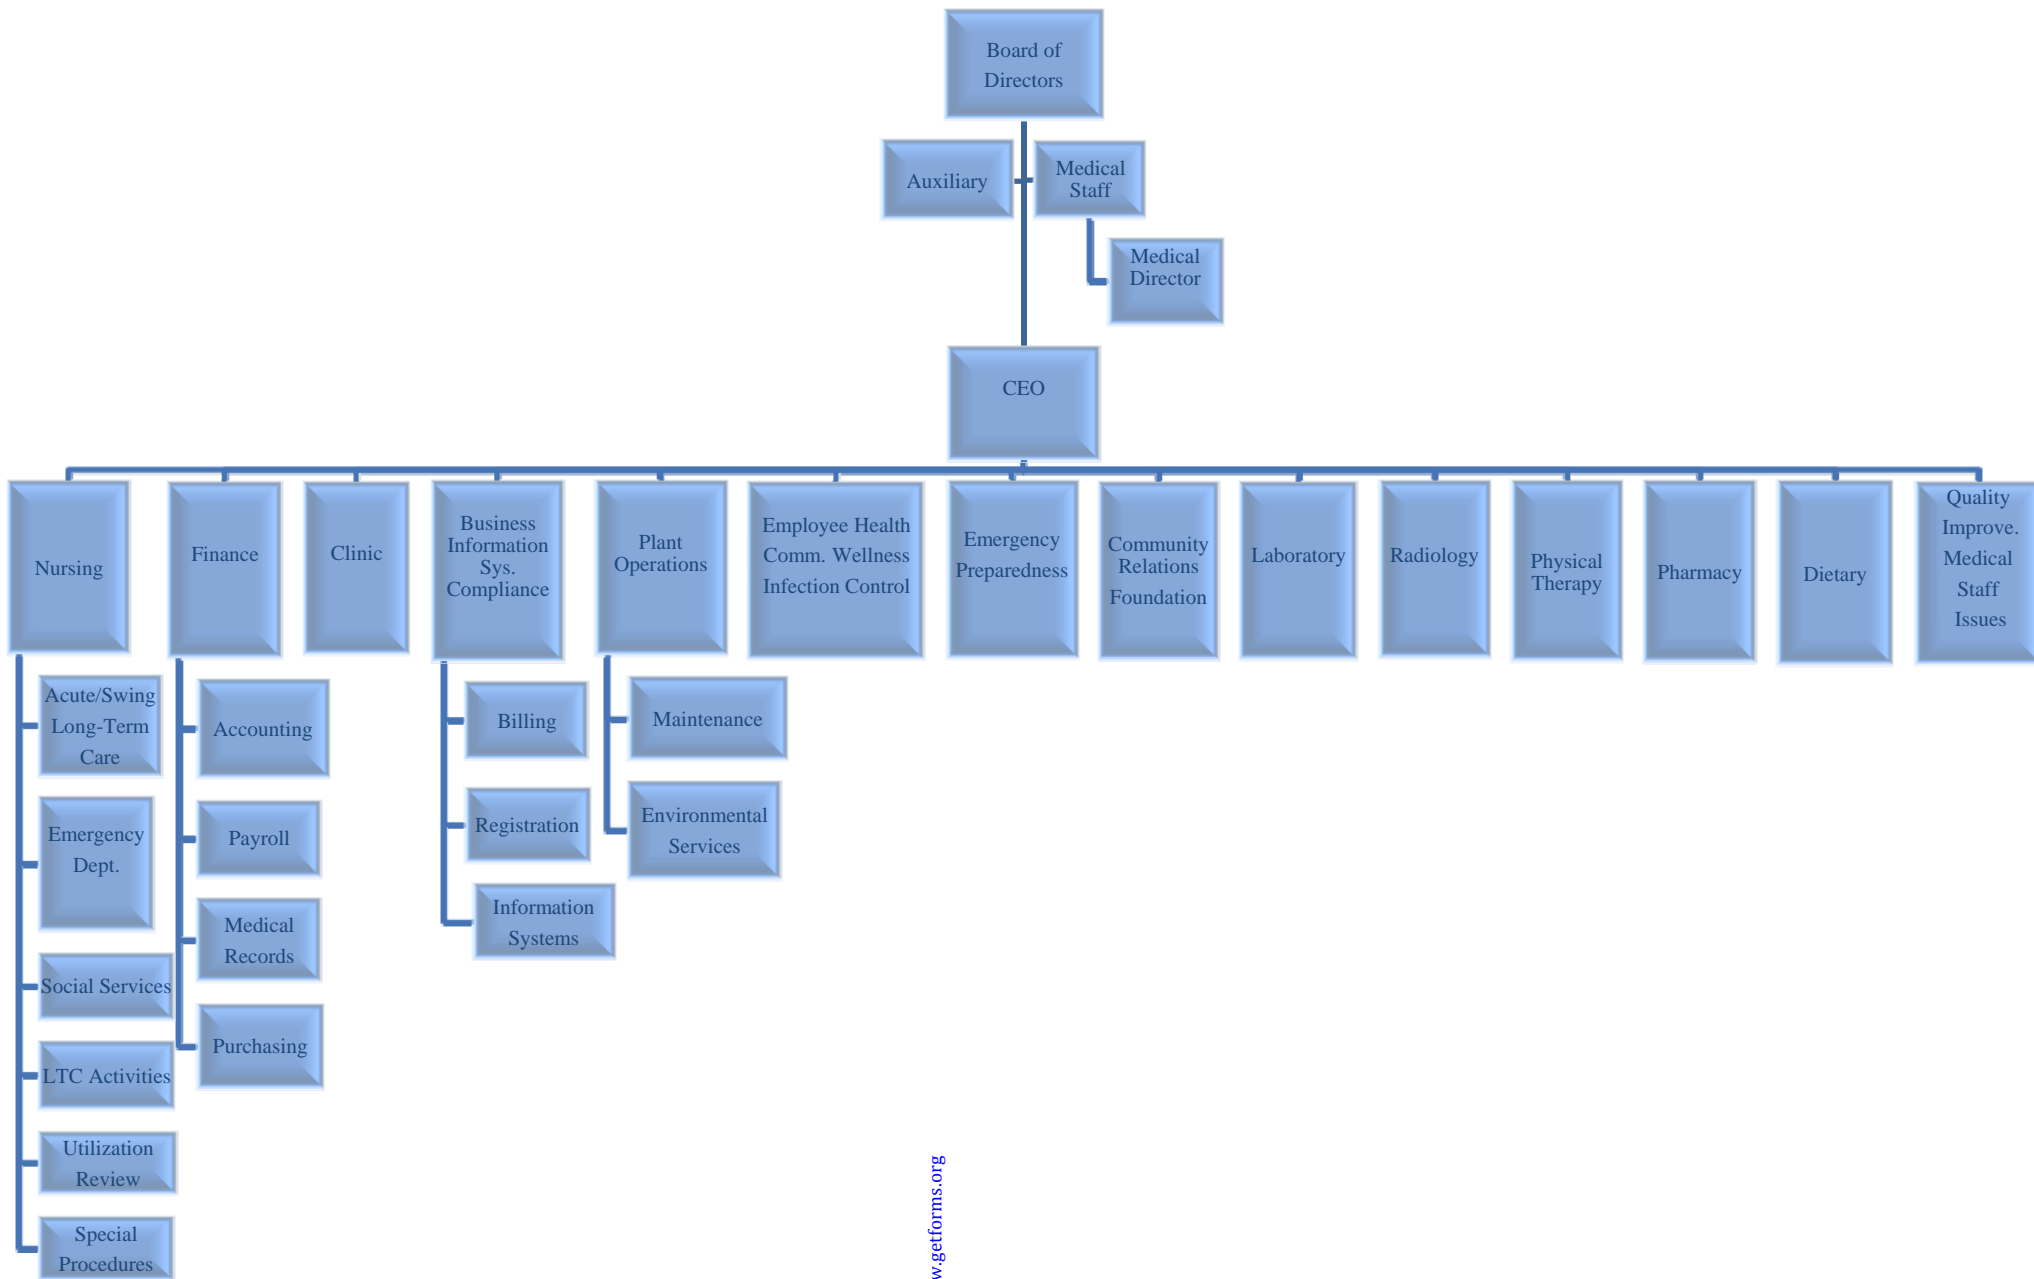 Board of
Directors
Auxiliary
Medical
Staff
Medical
Director
CEO
Nursing
Finance
Clinic
Business
Information
Sys.
Compliance
Plant
Operations
Employee Health
Comm. Wellness
Infection Control
Emergency
Preparedness
Community
Relations
Foundation
Laboratory
Radiology
Physical
Therapy
Pharmacy
Dietary
Quality
Improve.
Medical
Staff
Issues
Acute/Swing
Long-Term
Care
Emergency
Dept.
Social Services
LTC Activities
Utilization
Review
Special
Procedures
Accounting
Payroll
Medical
Records
Purchasing
Billing
Registration
Information
Systems
Maintenance
Environmental
Services
w.getforms.org